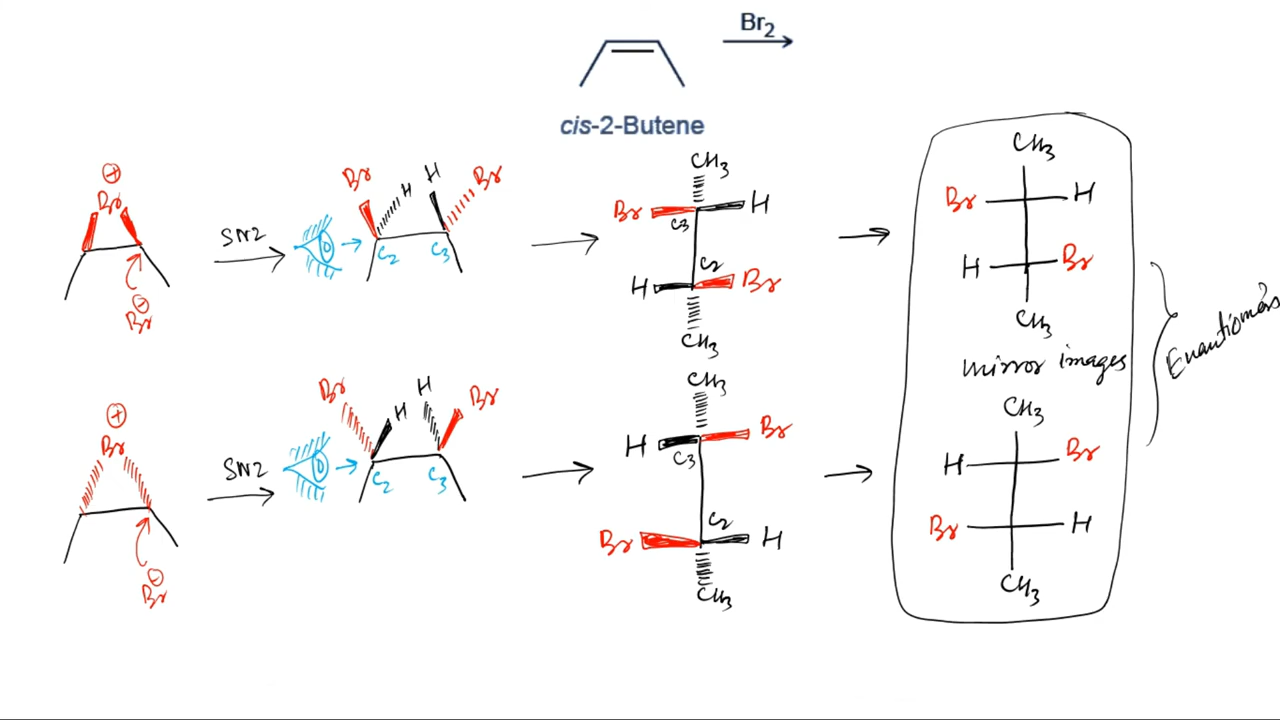 Br₂
cis-2-Butene
⊕
Br
Br⊖
SN2
Br H H Br
C₂ C₃
CH₃
Br H
C₃
C₂
H Br
CH₃
CH₃
Br H
H Br
CH₃
mirror images
Enantiomers
⊕
Br
Br⊖
SN2
Br H H Br
C₂ C₃
CH₃
H Br
C₃
C₂
Br H
CH₃
CH₃
H Br
Br H
CH₃